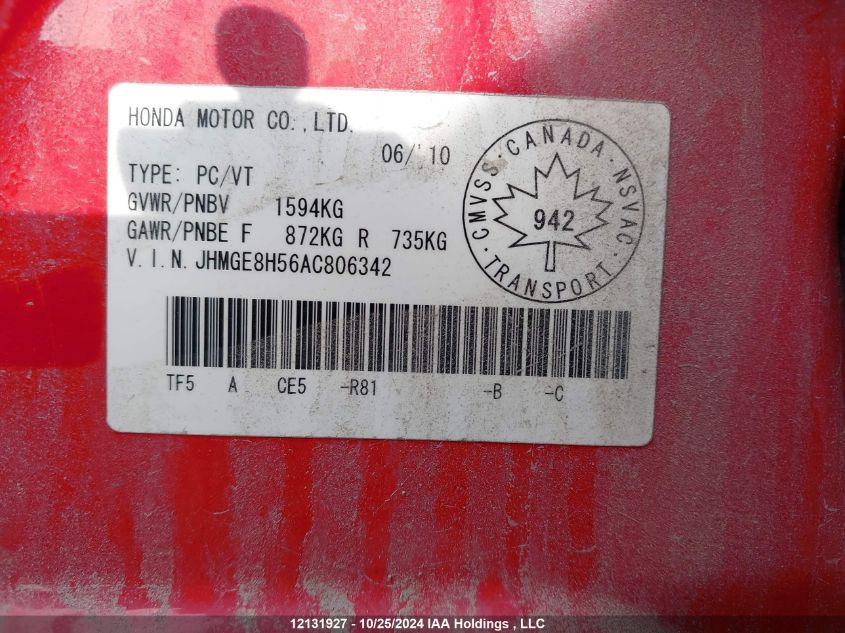 HONDA MOTOR CO.,LTD.
06/'10
TYPE: PC/VT
GVWR/PNBV 1594KG
GAWR/PNBE F 872KG R 735KG
V.I.N. JHMGE8H56AC806342
CMVSS · CANADA · NSVAC · TRANSPORT ·
942
TF5 A CE5 -R81 -B -C
12131927 - 10/25/2024 IAA Holdings , LLC